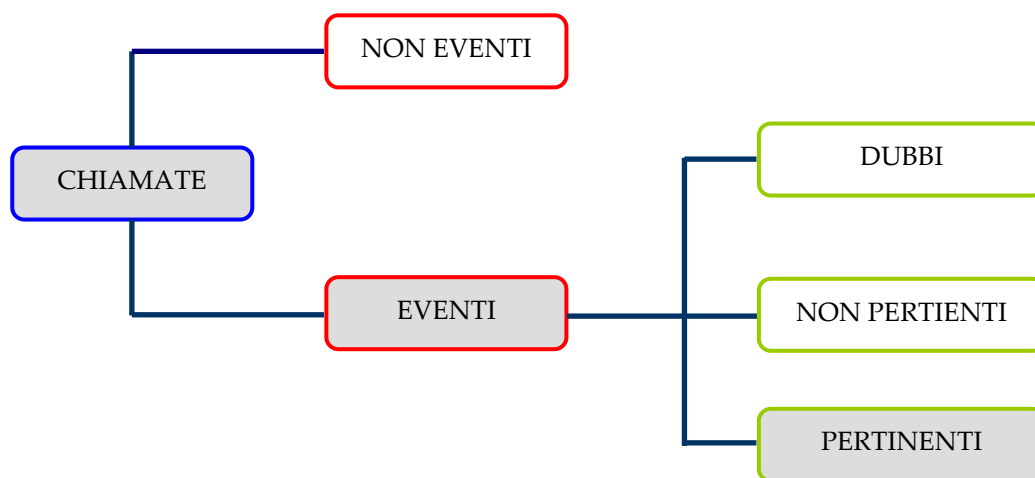 NON EVENTI
CHIAMATE
DUBBI
EVENTI
NON PERTIENTI
PERTINENTI